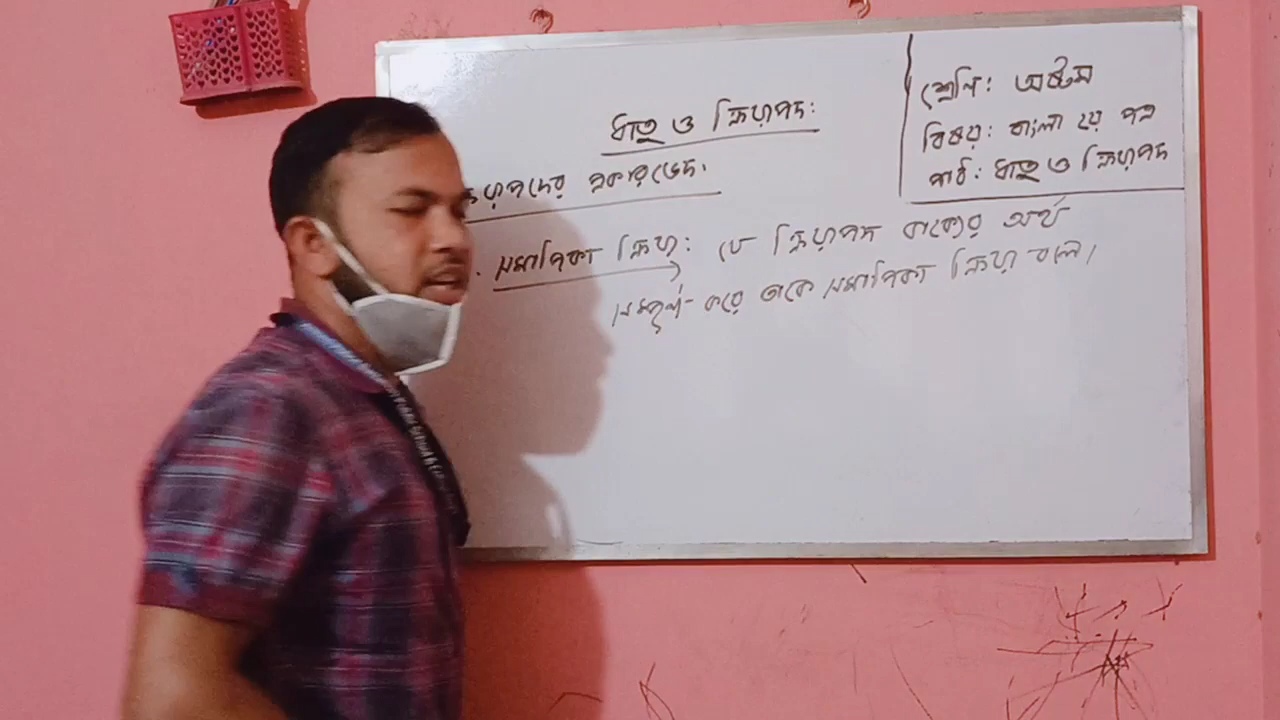 ধাতু ও ক্রিয়াপদ:
শ্রেণি: অষ্টম
বিষয়: বাংলা ২য় পত্র
পাঠ: ধাতু ও ক্রিয়াপদ
ক্রিয়াপদের প্রকারভেদ:
সমাপিকা ক্রিয়া: যে ক্রিয়াপদ বাক্যের অর্থ
সম্পূর্ণ করে তাকে সমাপিকা ক্রিয়া বলে।